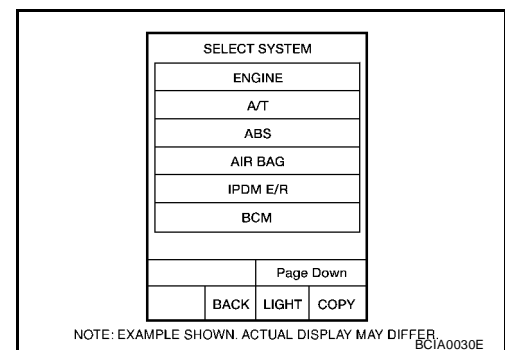 SELECT SYSTEM
ENGINE
A/T
ABS
AIR BAG
IPDM E/R
BCM
Page Down
BACK LIGHT COPY
NOTE: EXAMPLE SHOWN. ACTUAL DISPLAY MAY DIFFER.
BCIA0030E